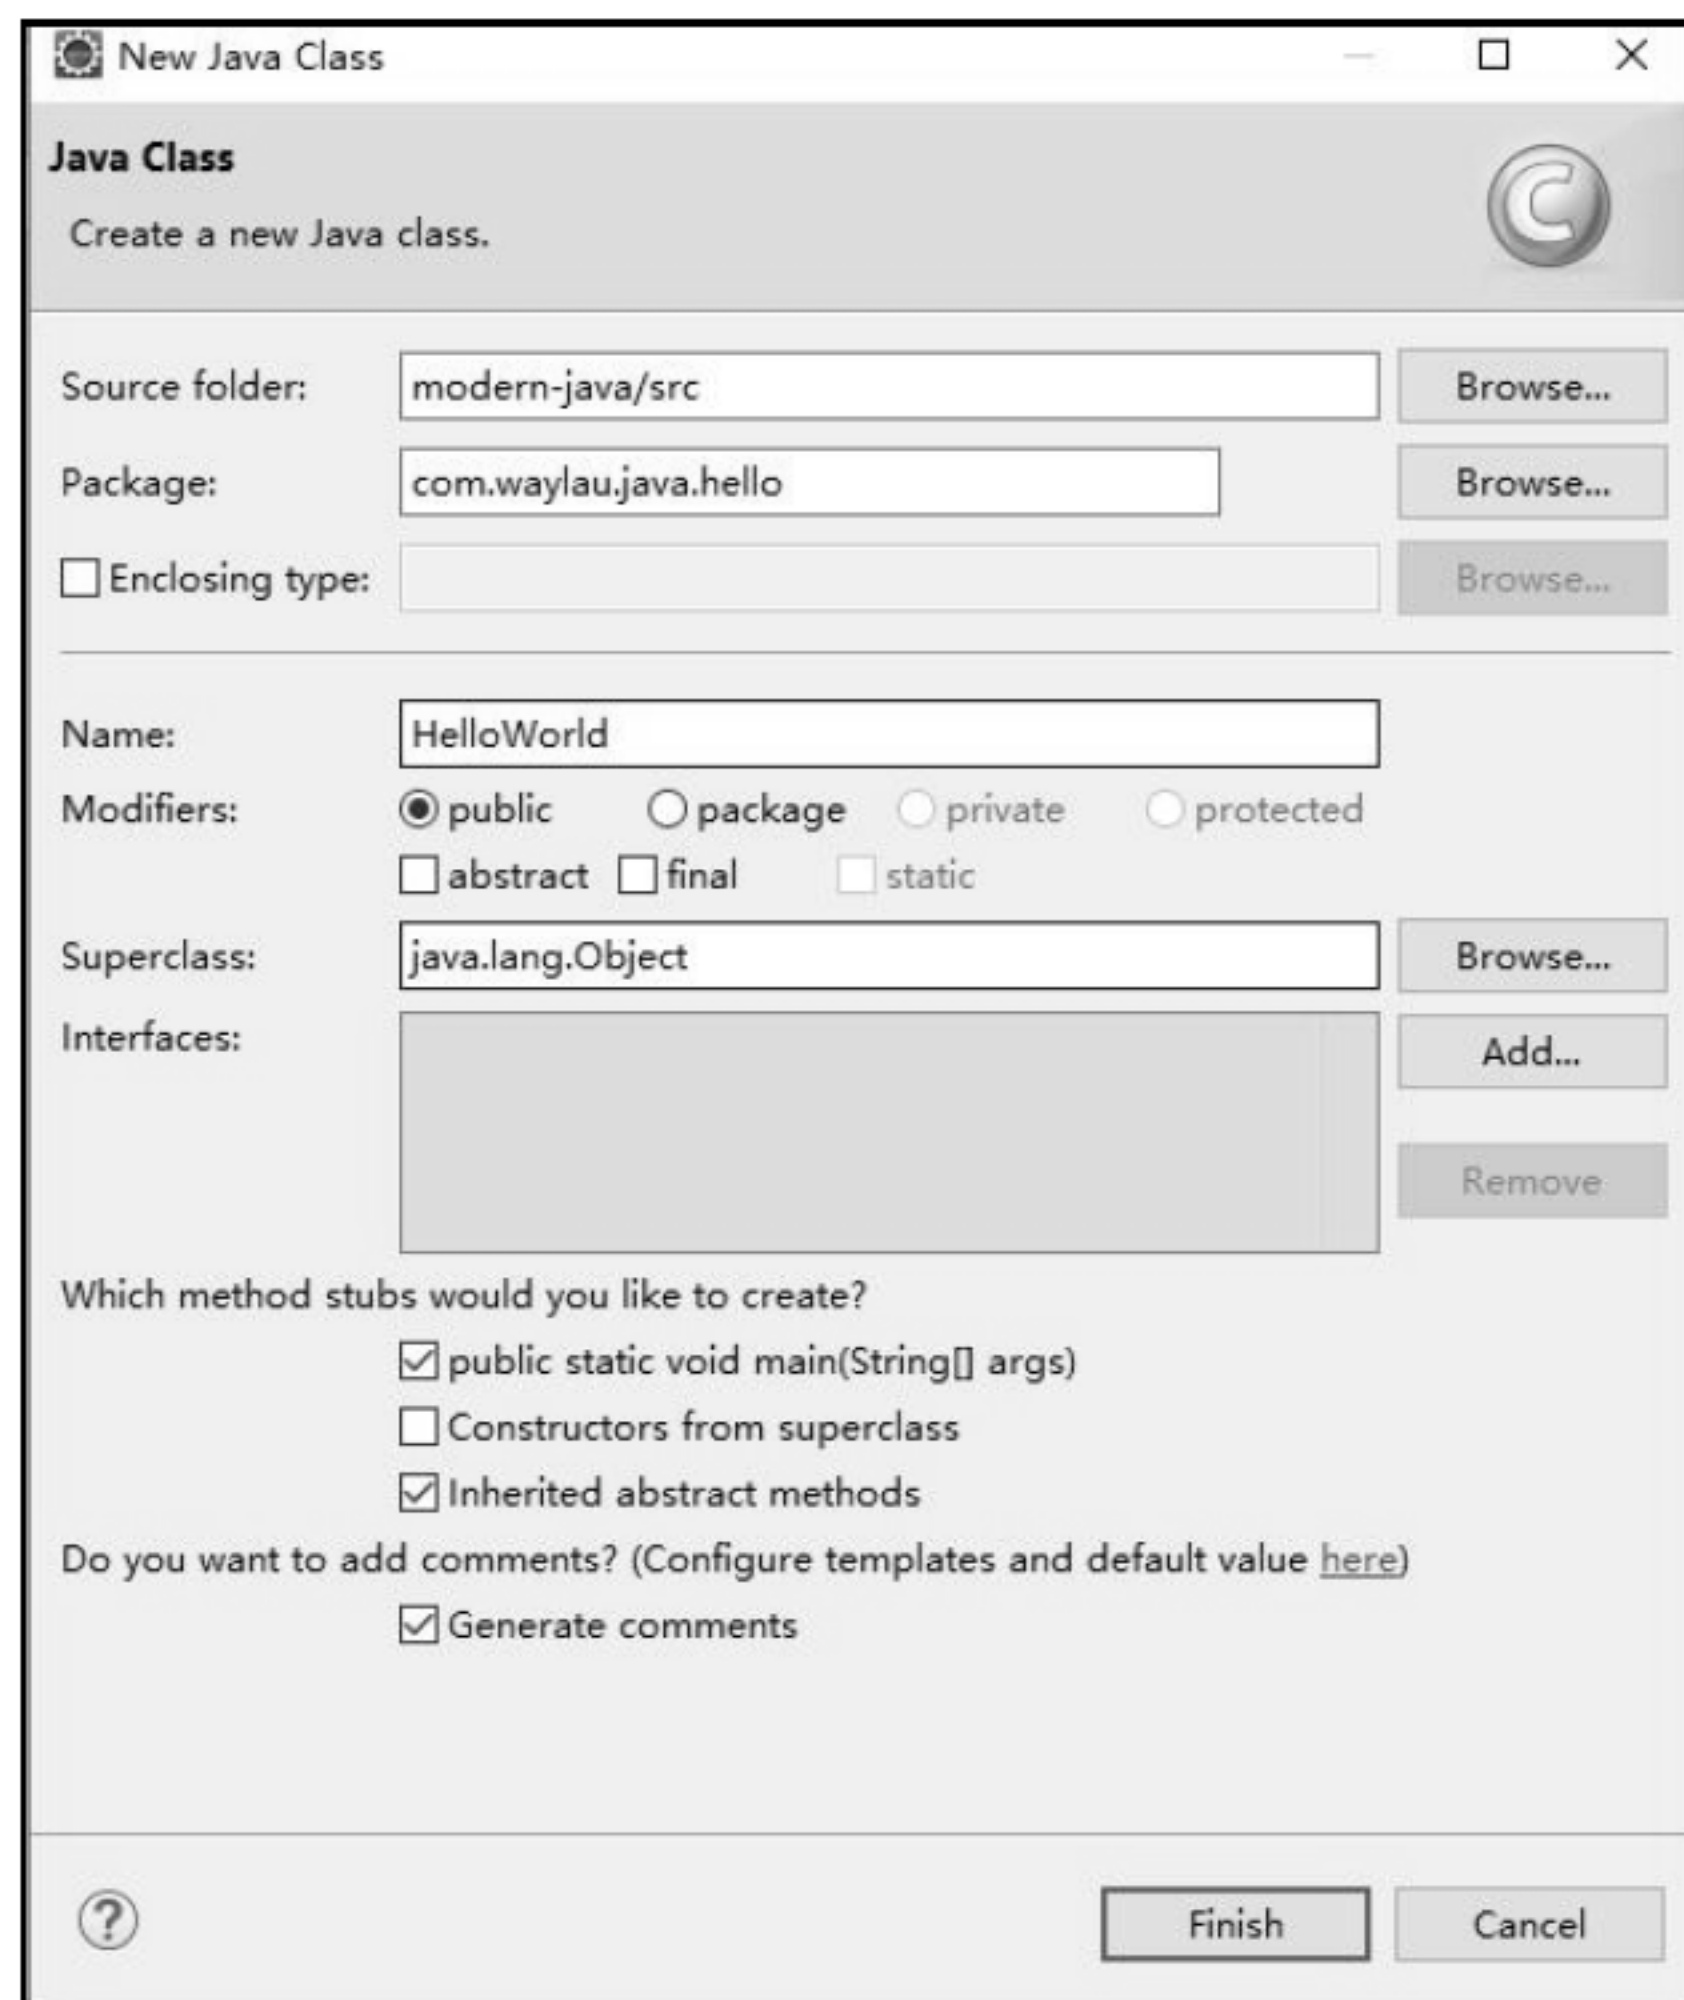 New Java Class
Java Class
Create a new Java class.
Source folder: modern-java/src Browse...
Package: com.waylau.java.hello Browse...
Enclosing type: Browse...
Name: HelloWorld
Modifiers: public package private protected
abstract final static
Superclass: java.lang.Object Browse...
Interfaces: Add...
Remove
Which method stubs would you like to create?
public static void main(String[] args)
Constructors from superclass
Inherited abstract methods
Do you want to add comments? (Configure templates and default value here)
Generate comments
? Finish Cancel